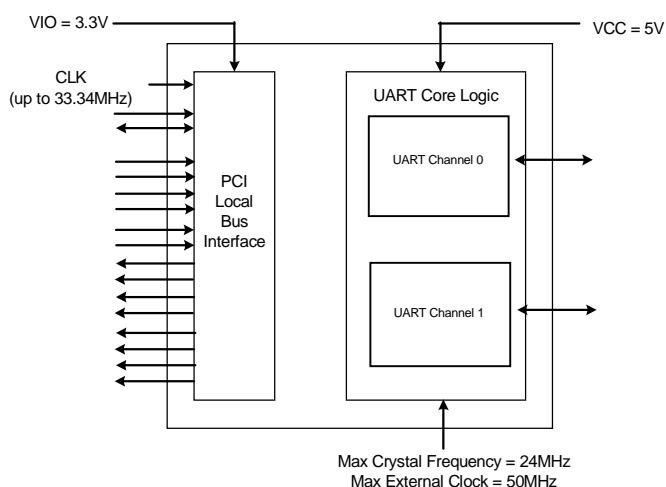 VIO = 3.3V
VCC = 5V
CLK
(up to 33.34MHz)
PCI
Local
Bus
Interface
UART Core Logic
UART Channel 0
UART Channel 1
Max Crystal Frequency = 24MHz
Max External Clock = 50MHz